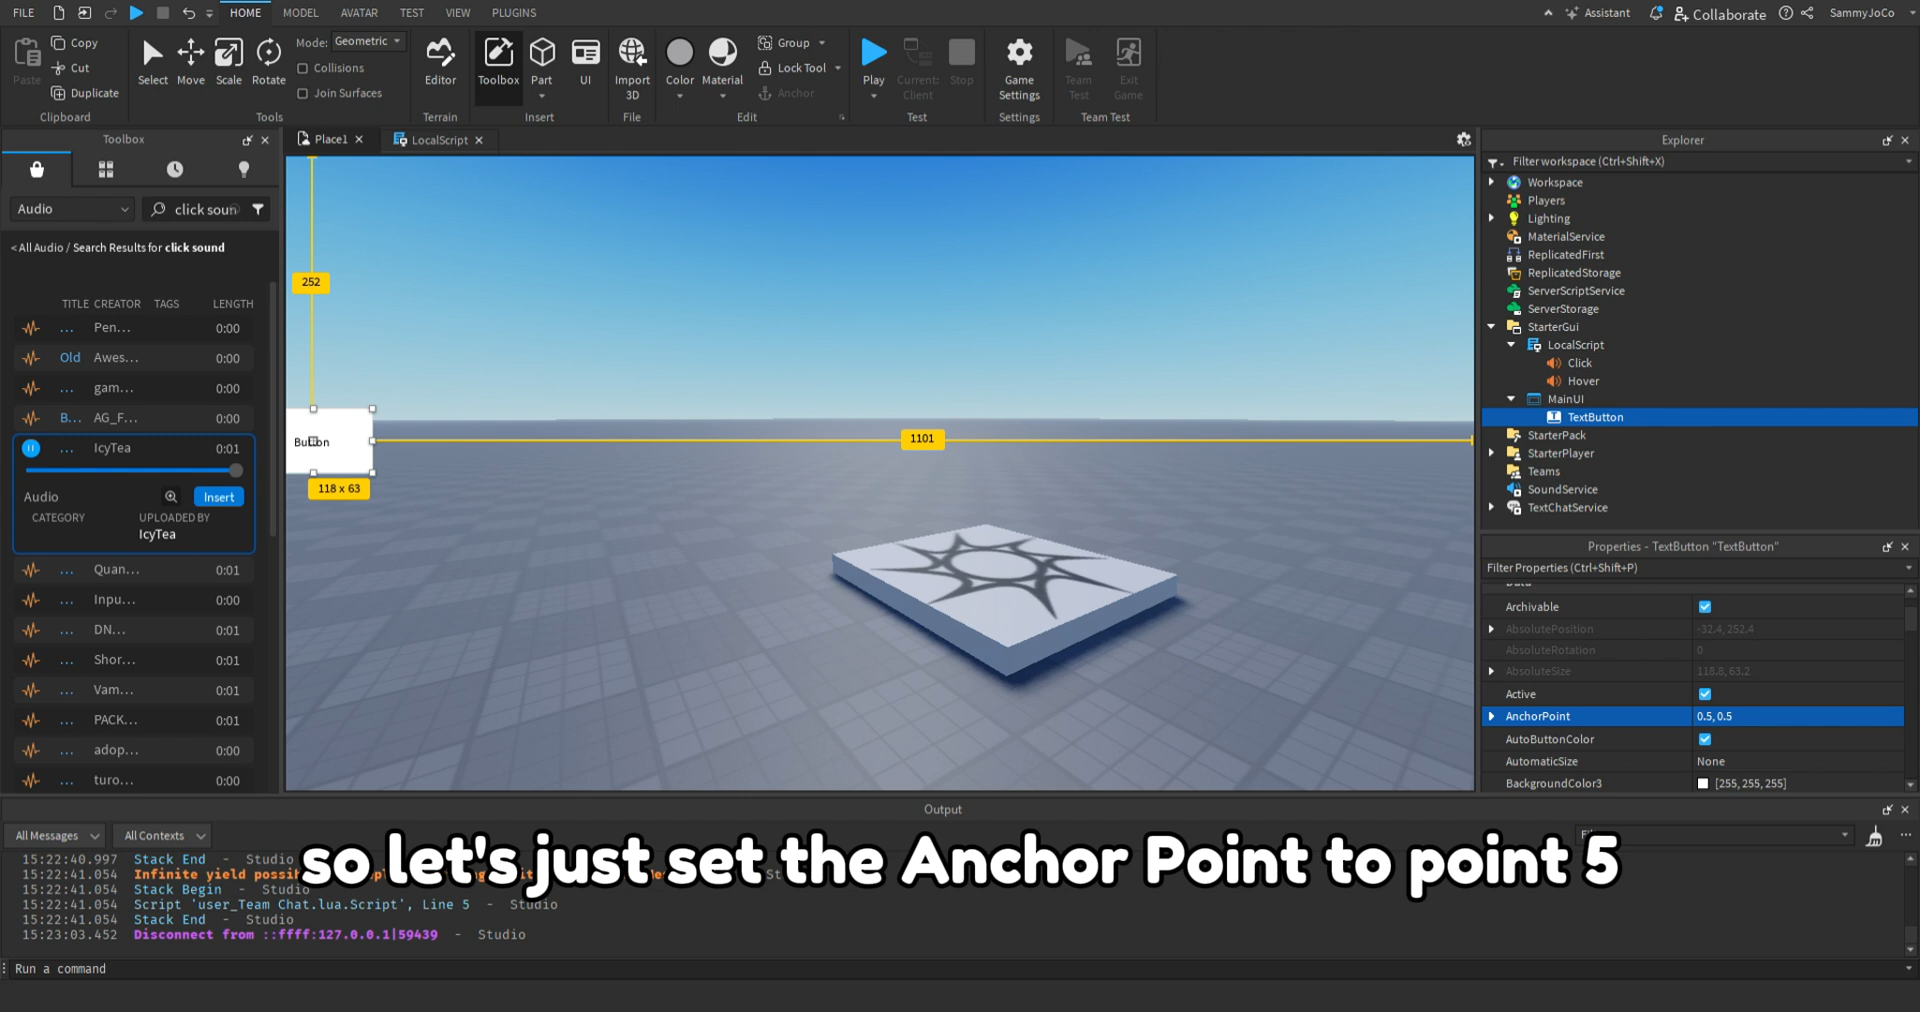 FILE
HOME
MODEL
AVATAR
TEST
VIEW
PLUGINS
Assistant
Collaborate
SammyJoCo
Paste
Copy
Cut
Duplicate
Clipboard
Select
Move
Scale
Rotate
Mode: Geometric
Collisions
Join Surfaces
Tools
Editor
Terrain
Toolbox
Part
UI
Insert
Import
3D
File
Color
Material
Group
Lock Tool
Anchor
Edit
Play
Current:
Client
Stop
Test
Game
Settings
Settings
Team
Test
Exit
Game
Team Test
Toolbox
Audio
click soun
< All Audio / Search Results for click sound
TITLE CREATOR TAGS LENGTH
... Pen... 0:00
Old Awes... 0:00
... gam... 0:00
B... AG_F... 0:00
... IcyTea 0:01
Audio
Insert
CATEGORY
UPLOADED BY
IcyTea
... Quan... 0:01
... Inpu... 0:00
... DN... 0:01
... Shor... 0:01
... Vam... 0:01
... PACK... 0:01
... adop... 0:00
... turo... 0:00
Place1
LocalScript
252
Button
1101
118 x 63
Explorer
Filter workspace (Ctrl+Shift+X)
Workspace
Players
Lighting
MaterialService
ReplicatedFirst
ReplicatedStorage
ServerScriptService
ServerStorage
StarterGui
LocalScript
Click
Hover
MainUI
TextButton
StarterPack
StarterPlayer
Teams
SoundService
TextChatService
Properties - TextButton "TextButton"
Filter Properties (Ctrl+Shift+P)
Data
Archivable
AbsolutePosition -32.4, 252.4
AbsoluteRotation 0
AbsoluteSize 118.8, 63.2
Active
AnchorPoint 0.5, 0.5
AutoButtonColor
AutomaticSize None
BackgroundColor3 [255, 255, 255]
Output
All Messages
All Contexts
15:22:40.997 Stack End - Studio
15:22:41.054 Infinite yield possib
15:22:41.054 Stack Begin - Studio
15:22:41.054 Script 'user_Team Chat.lua.Script', Line 5 - Studio
15:22:41.054 Stack End - Studio
15:23:03.452 Disconnect from ::ffff:127.0.0.1|59439 - Studio
so let's just set the Anchor Point to point 5
Run a command